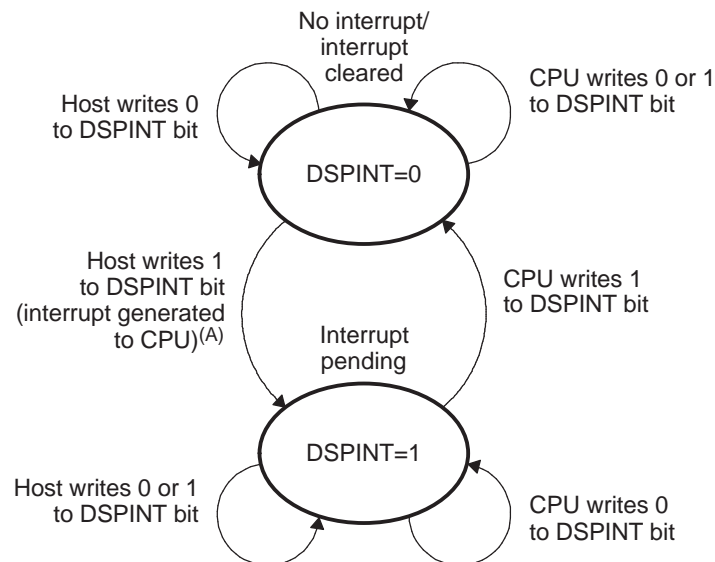 No interrupt/
interrupt
cleared
Host writes 0
to DSPINT bit
CPU writes 0 or 1
to DSPINT bit
DSPINT=0
Host writes 1
to DSPINT bit
(interrupt generated
to CPU)(A)
CPU writes 1
to DSPINT bit
Interrupt
pending
DSPINT=1
Host writes 0 or 1
to DSPINT bit
CPU writes 0
to DSPINT bit